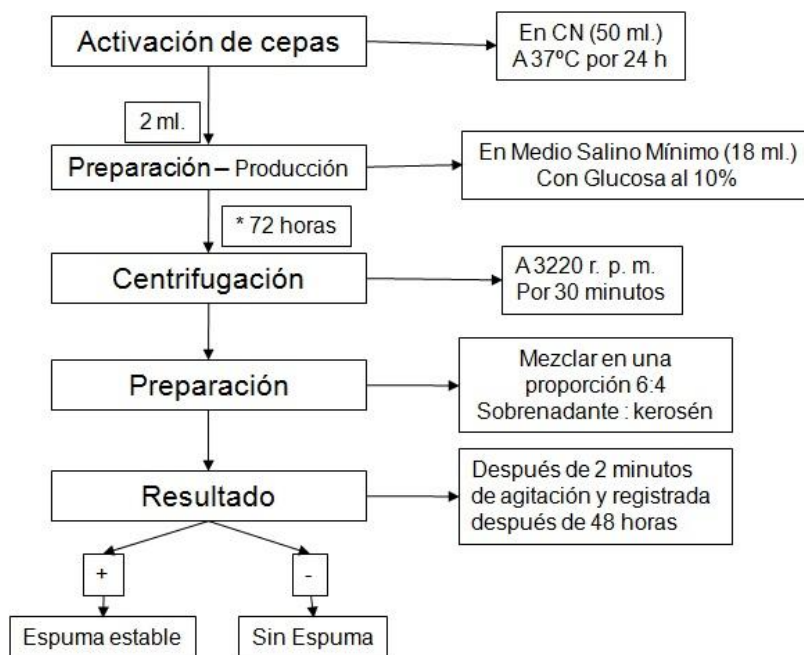 Activación de cepas
En CN (50 ml.)
A 37ºC por 24 h
2 ml.
Preparación – Producción
En Medio Salino Mínimo (18 ml.)
Con Glucosa al 10%
* 72 horas
Centrifugación
A 3220 r. p. m.
Por 30 minutos
Preparación
Mezclar en una
proporción 6:4
Sobrenadante : kerosén
Resultado
Después de 2 minutos
de agitación y registrada
después de 48 horas
+
-
Espuma estable
Sin Espuma